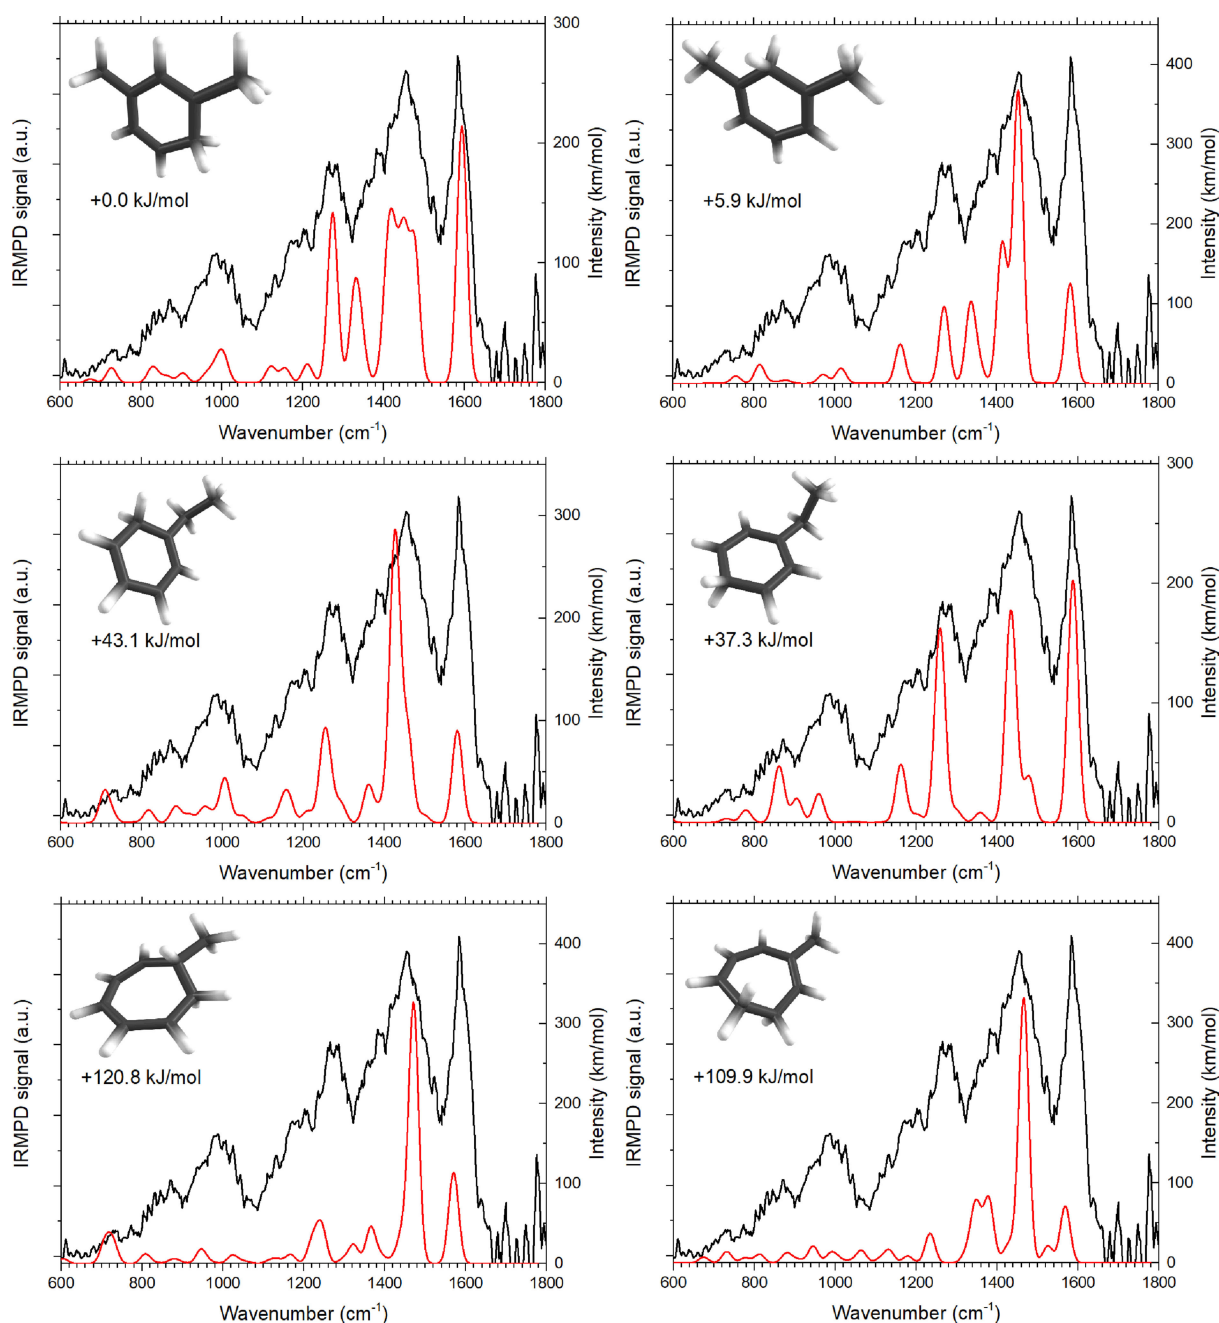 300
200
100
0
IRMPD signal (a.u.)
Intensity (km/mol)
+0.0 kJ/mol
600 800 1000 1200 1400 1600 1800
Wavenumber (cm⁻¹)
400
300
200
100
0
IRMPD signal (a.u.)
Intensity (km/mol)
+5.9 kJ/mol
600 800 1000 1200 1400 1600 1800
Wavenumber (cm⁻¹)
300
200
100
0
IRMPD signal (a.u.)
Intensity (km/mol)
+43.1 kJ/mol
600 800 1000 1200 1400 1600 1800
Wavenumber (cm⁻¹)
300
200
100
0
IRMPD signal (a.u.)
Intensity (km/mol)
+37.3 kJ/mol
600 800 1000 1200 1400 1600 1800
Wavenumber (cm⁻¹)
400
300
200
100
0
IRMPD signal (a.u.)
Intensity (km/mol)
+120.8 kJ/mol
600 800 1000 1200 1400 1600 1800
Wavenumber (cm⁻¹)
400
300
200
100
0
IRMPD signal (a.u.)
Intensity (km/mol)
+109.9 kJ/mol
600 800 1000 1200 1400 1600 1800
Wavenumber (cm⁻¹)